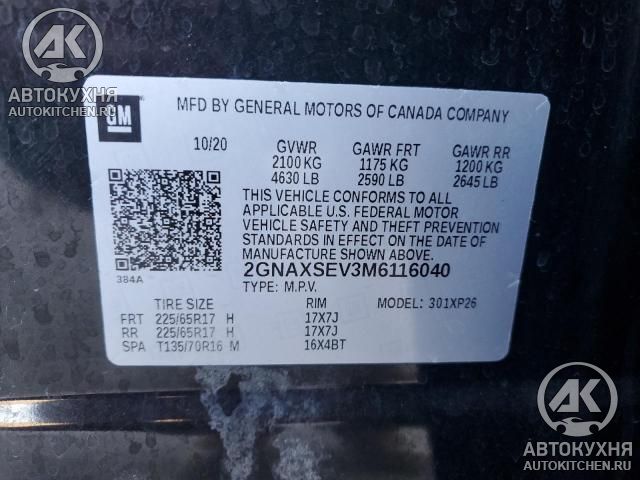 AK
АВТОКУХНЯ
AUTOKITCHEN.RU
GM
MFD BY GENERAL MOTORS OF CANADA COMPANY
10/20 GVWR GAWR FRT GAWR RR
2100 KG 1175 KG 1200 KG
4630 LB 2590 LB 2645 LB
THIS VEHICLE CONFORMS TO ALL
APPLICABLE U.S. FEDERAL MOTOR
VEHICLE SAFETY AND THEFT PREVENTION
STANDARDS IN EFFECT ON THE DATE OF
MANUFACTURE SHOWN ABOVE.
2GNAXSEV3M6116040
384A
TYPE: M.P.V.
TIRE SIZE RIM MODEL: 301XP26
FRT 225/65R17 H 17X7J
RR 225/65R17 H 17X7J
SPA T135/70R16 M 16X4BT
AK
АВТОКУХНЯ
AUTOKITCHEN.RU